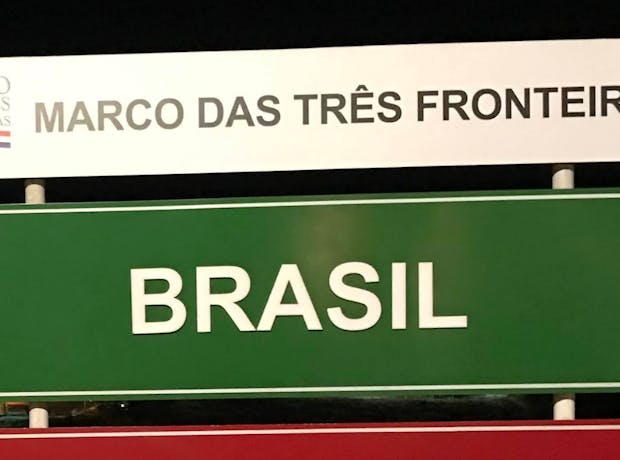 MARCO DAS TRÊS FRONTEIR
BRASIL